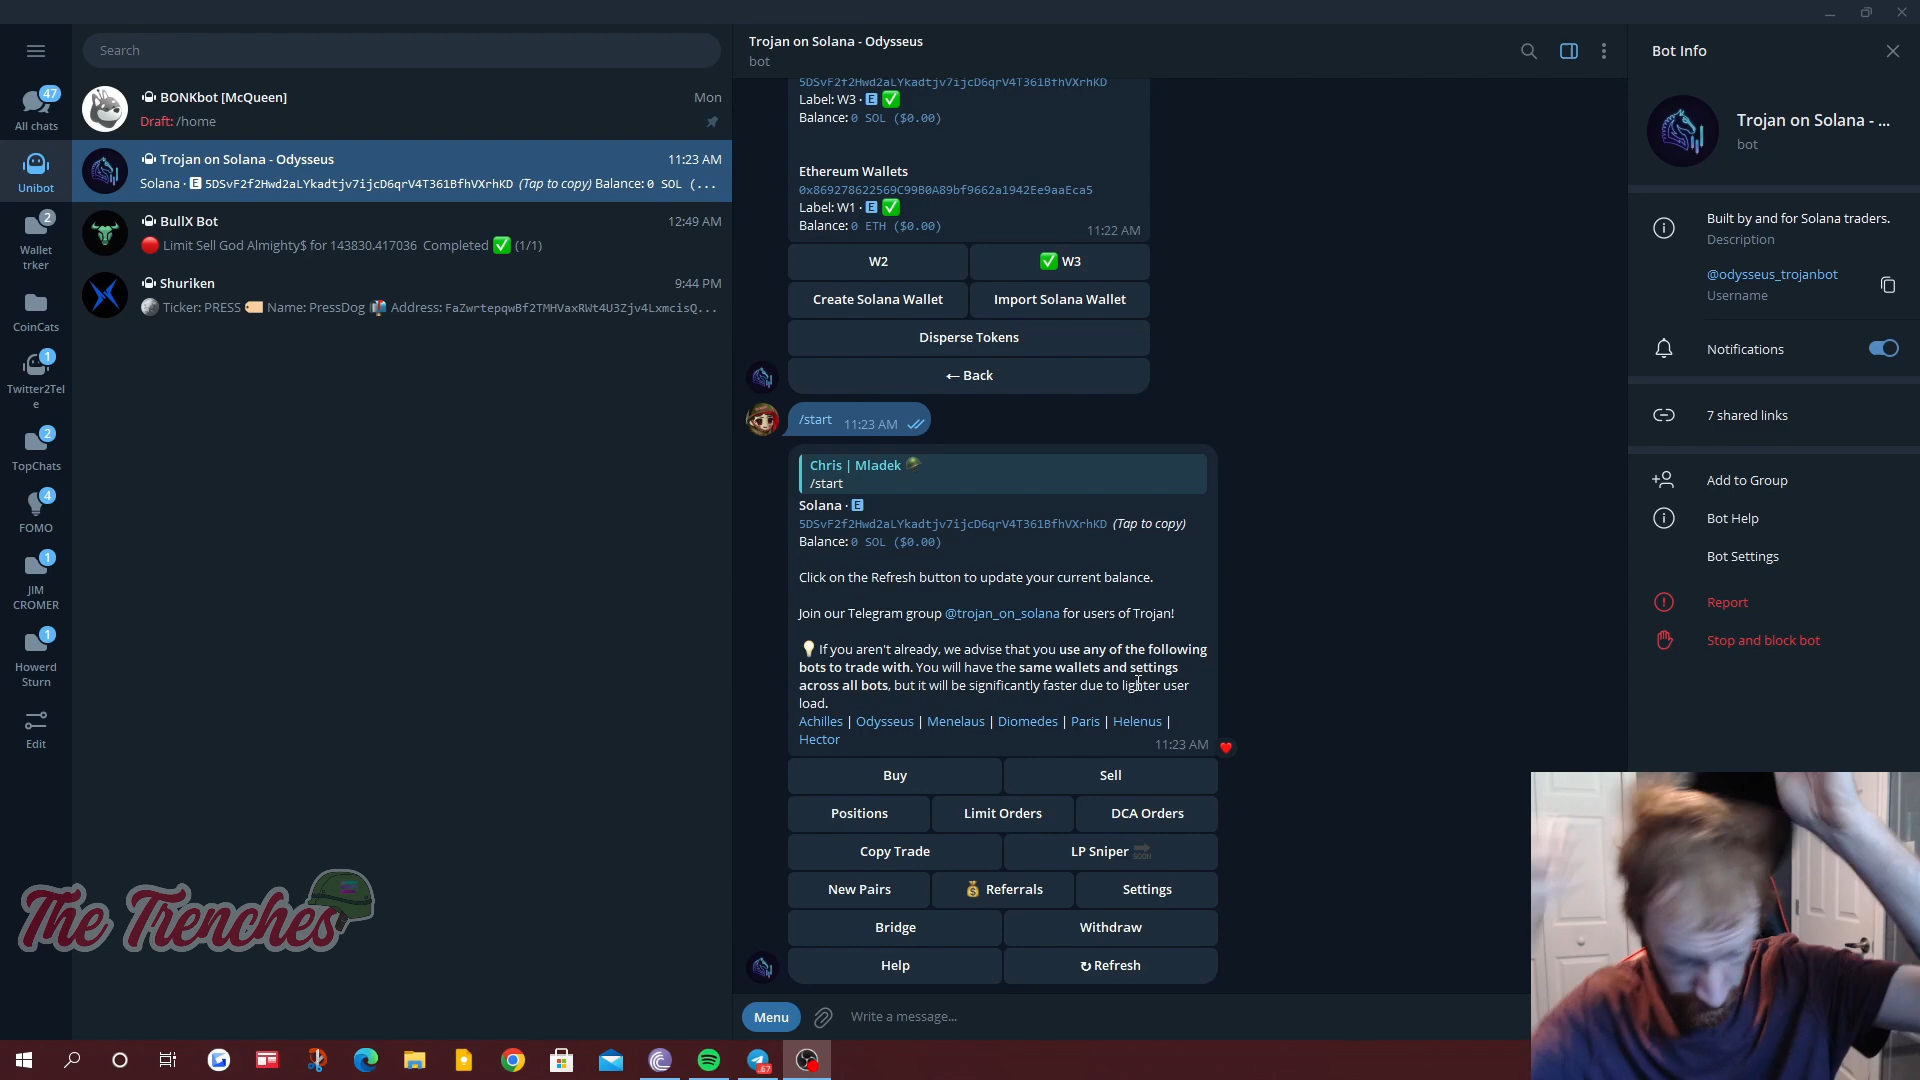 Search
BONKbot [McQueen]
Mon
Draft: /home
Trojan on Solana - Odysseus
11:23 AM
Solana · E 5DSvF2f2Hwd2aLYkadtjv7ijcD6qrV4T361BfhVXrhKD (Tap to copy) Balance: 0 SOL (...
BullX Bot
12:49 AM
Limit Sell God Almighty$ for 143830.417036 Completed ✅ (1/1)
Shuriken
9:44 PM
Ticker: PRESS Name: PressDog Address: FaZwrtepqwBf2TMHVaxRWt4U3Zjv4LxmcisQ...
47
All chats
Unibot
2
Wallet
trker
CoinCats
1
Twitter2Tel
e
2
TopChats
4
FOMO
1
JIM
CROMER
1
Howerd
Sturn
Edit
Trojan on Solana - Odysseus
bot
5DSvF2f2Hwd2aLYkadtjv7ijcD6qrV4T361BfhVXrhKD
Label: W3 · E ✅
Balance: 0 SOL ($0.00)
Ethereum Wallets
0x869278622569C99B0A89bf9662a1942Ee9aaEca5
Label: W1 · E ✅
Balance: 0 ETH ($0.00)
11:22 AM
W2
✅ W3
Create Solana Wallet
Import Solana Wallet
Disperse Tokens
← Back
/start 11:23 AM
Chris | Mladek
/start
Solana · E
5DSvF2f2Hwd2aLYkadtjv7ijcD6qrV4T361BfhVXrhKD (Tap to copy)
Balance: 0 SOL ($0.00)
Click on the Refresh button to update your current balance.
Join our Telegram group @trojan_on_solana for users of Trojan!
💡 If you aren't already, we advise that you use any of the following
bots to trade with. You will have the same wallets and settings
across all bots, but it will be significantly faster due to lighter user
load.
Achilles | Odysseus | Menelaus | Diomedes | Paris | Helenus |
Hector
11:23 AM
Buy
Sell
Positions
Limit Orders
DCA Orders
Copy Trade
LP Sniper 🔜
New Pairs
💰 Referrals
Settings
Bridge
Withdraw
Help
↻ Refresh
Menu
Write a message...
Bot Info
Trojan on Solana - ...
bot
Built by and for Solana traders.
Description
@odysseus_trojanbot
Username
Notifications
7 shared links
Add to Group
Bot Help
Bot Settings
Report
Stop and block bot
The Trenches
67